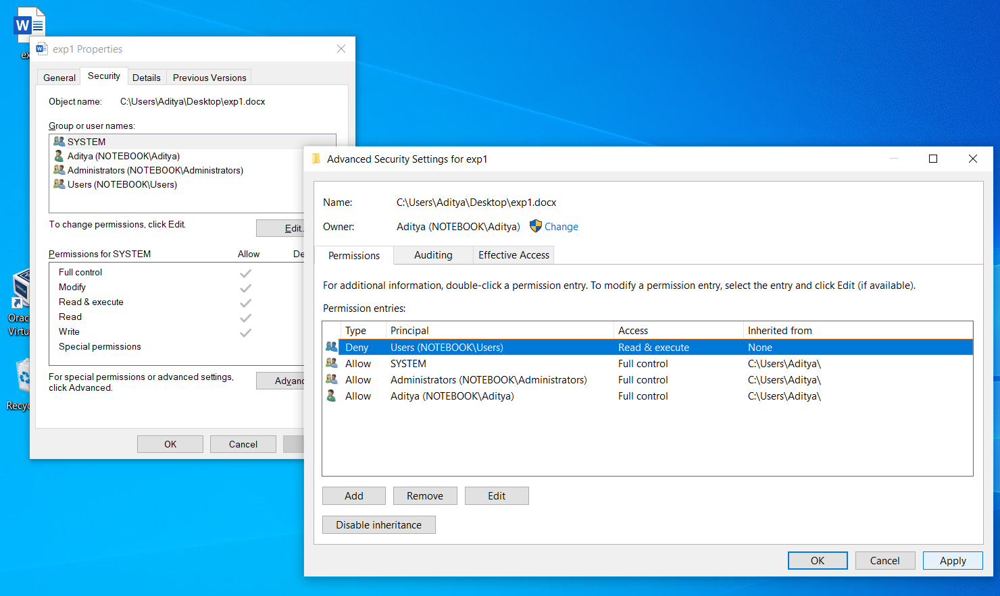 W
ex
exp1 Properties
General Security Details Previous Versions
Object name: C:\Users\Aditya\Desktop\exp1.docx
Group or user names:
SYSTEM
Aditya (NOTEBOOK\Aditya)
Administrators (NOTEBOOK\Administrators)
Users (NOTEBOOK\Users)
To change permissions, click Edit.
Edit..
Permissions for SYSTEM Allow De
Full control
Modify
Read & execute
Read
Write
Special permissions
For special permissions or advanced settings,
click Advanced.
Advanc
OK Cancel
Orac
Virtu
Recyc
Advanced Security Settings for exp1
Name: C:\Users\Aditya\Desktop\exp1.docx
Owner: Aditya (NOTEBOOK\Aditya) Change
Permissions Auditing Effective Access
For additional information, double-click a permission entry. To modify a permission entry, select the entry and click Edit (if available).
Permission entries:
Type Principal Access Inherited from
Deny Users (NOTEBOOK\Users) Read & execute None
Allow SYSTEM Full control C:\Users\Aditya\
Allow Administrators (NOTEBOOK\Administrators) Full control C:\Users\Aditya\
Allow Aditya (NOTEBOOK\Aditya) Full control C:\Users\Aditya\
Add Remove Edit
Disable inheritance
OK Cancel Apply